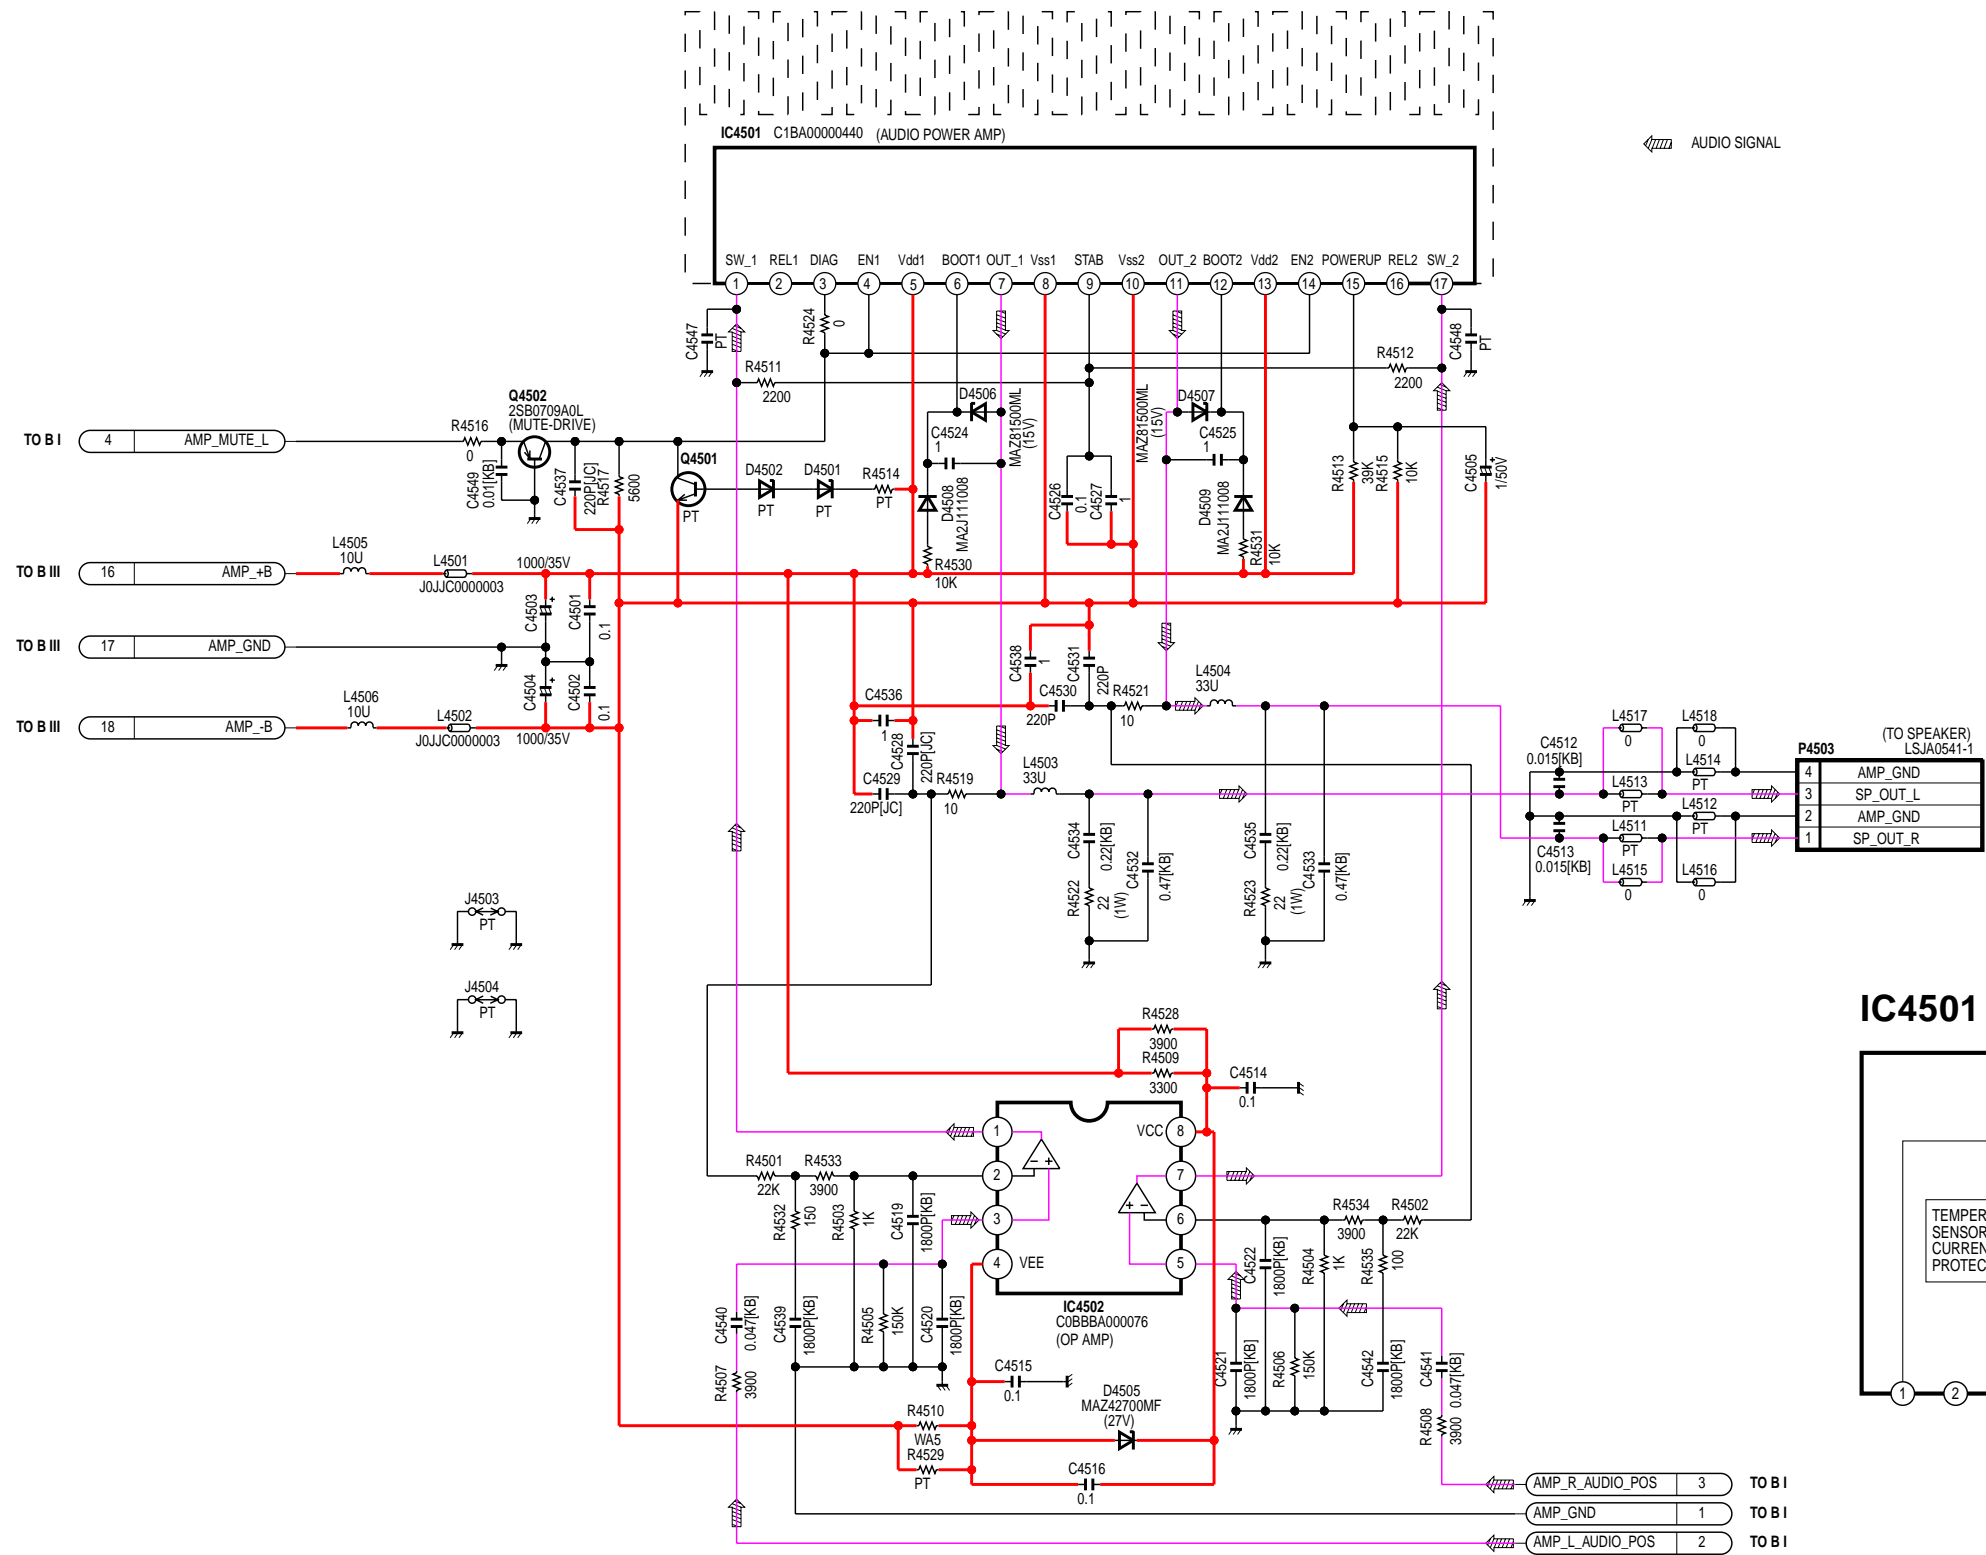 IC4501 C1BA00000440 (AUDIO POWER AMP)
AUDIO SIGNAL
SW_1 REL1 DIAG EN1 Vdd1 BOOT1 OUT_1 Vss1 STAB Vss2 OUT_2 BOOT2 Vdd2 EN2 POWERUP REL2 SW_2
1 2 3 4 5 6 7 8 9 10 11 12 13 14 15 16 17
C4547
PT
R4524
0
R4511
2200
R4512
2200
C4548
PT
Q4502
2SB0709A0L
(MUTE-DRIVE)
TO B I 4 AMP_MUTE_L
R4516
0
C4549
0.01[KB]
C4537
220P[JC]
R4517
5600
Q4501
PT
D4502
PT
D4501
PT
R4514
PT
D4506
MAZ81500ML
(15V)
C4524
1
D4508
MA2J111008
R4530
10K
C4526
0.1
C4527
1
MAZ81500ML
(15V)
D4507
C4525
1
D4509
MA2J111008
R4531
10K
R4513
39K
R4515
10K
C4505
+
1/50V
TO B III 16 AMP_+B
L4505
10U
L4501
J0JJC0000003
1000/35V
C4503
+
C4501
0.1
TO B III 17 AMP_GND
C4504
+
C4502
0.1
TO B III 18 AMP_-B
L4506
10U
L4502
J0JJC0000003
1000/35V
C4538
1
C4531
220P
C4536
1
C4530
220P
R4521
10
L4504
33U
C4528
220P[JC]
C4529
220P[JC]
R4519
10
L4503
33U
C4534
0.22[KB]
C4532
0.47[KB]
R4522
22
(1W)
C4535
0.22[KB]
C4533
0.47[KB]
R4523
22
(1W)
C4512
0.015[KB]
C4513
0.015[KB]
L4517
0
L4518
0
L4514
PT
L4513
PT
L4512
PT
L4511
PT
L4515
0
L4516
0
(TO SPEAKER)
P4503 LSJA0541-1
4 AMP_GND
3 SP_OUT_L
2 AMP_GND
1 SP_OUT_R
J4503
PT
J4504
PT
R4528
3900
R4509
3300
C4514
0.1
IC4501
1 2 3 4
VCC 8
7 6 5
VEE
- +
+ -
IC4502
C0BBBA000076
(OP AMP)
R4501
22K
R4533
3900
R4532
150
R4503
1K
C4519
1800P[KB]
C4540
0.047[KB]
C4539
1800P[KB]
R4505
150K
C4520
1800P[KB]
R4507
3900
C4515
0.1
R4510
WA5
R4529
PT
D4505
MAZ42700MF
(27V)
C4516
0.1
R4534
3900
R4502
22K
C4522
1800P[KB]
R4504
1K
R4535
100
C4521
1800P[KB]
R4506
150K
C4542
1800P[KB]
C4541
0.047[KB]
R4508
3900
TEMPER
SENSOR
CURREN
PROTEC
1 2
AMP_R_AUDIO_POS 3 TO B I
AMP_GND 1 TO B I
AMP_L_AUDIO_POS 2 TO B I